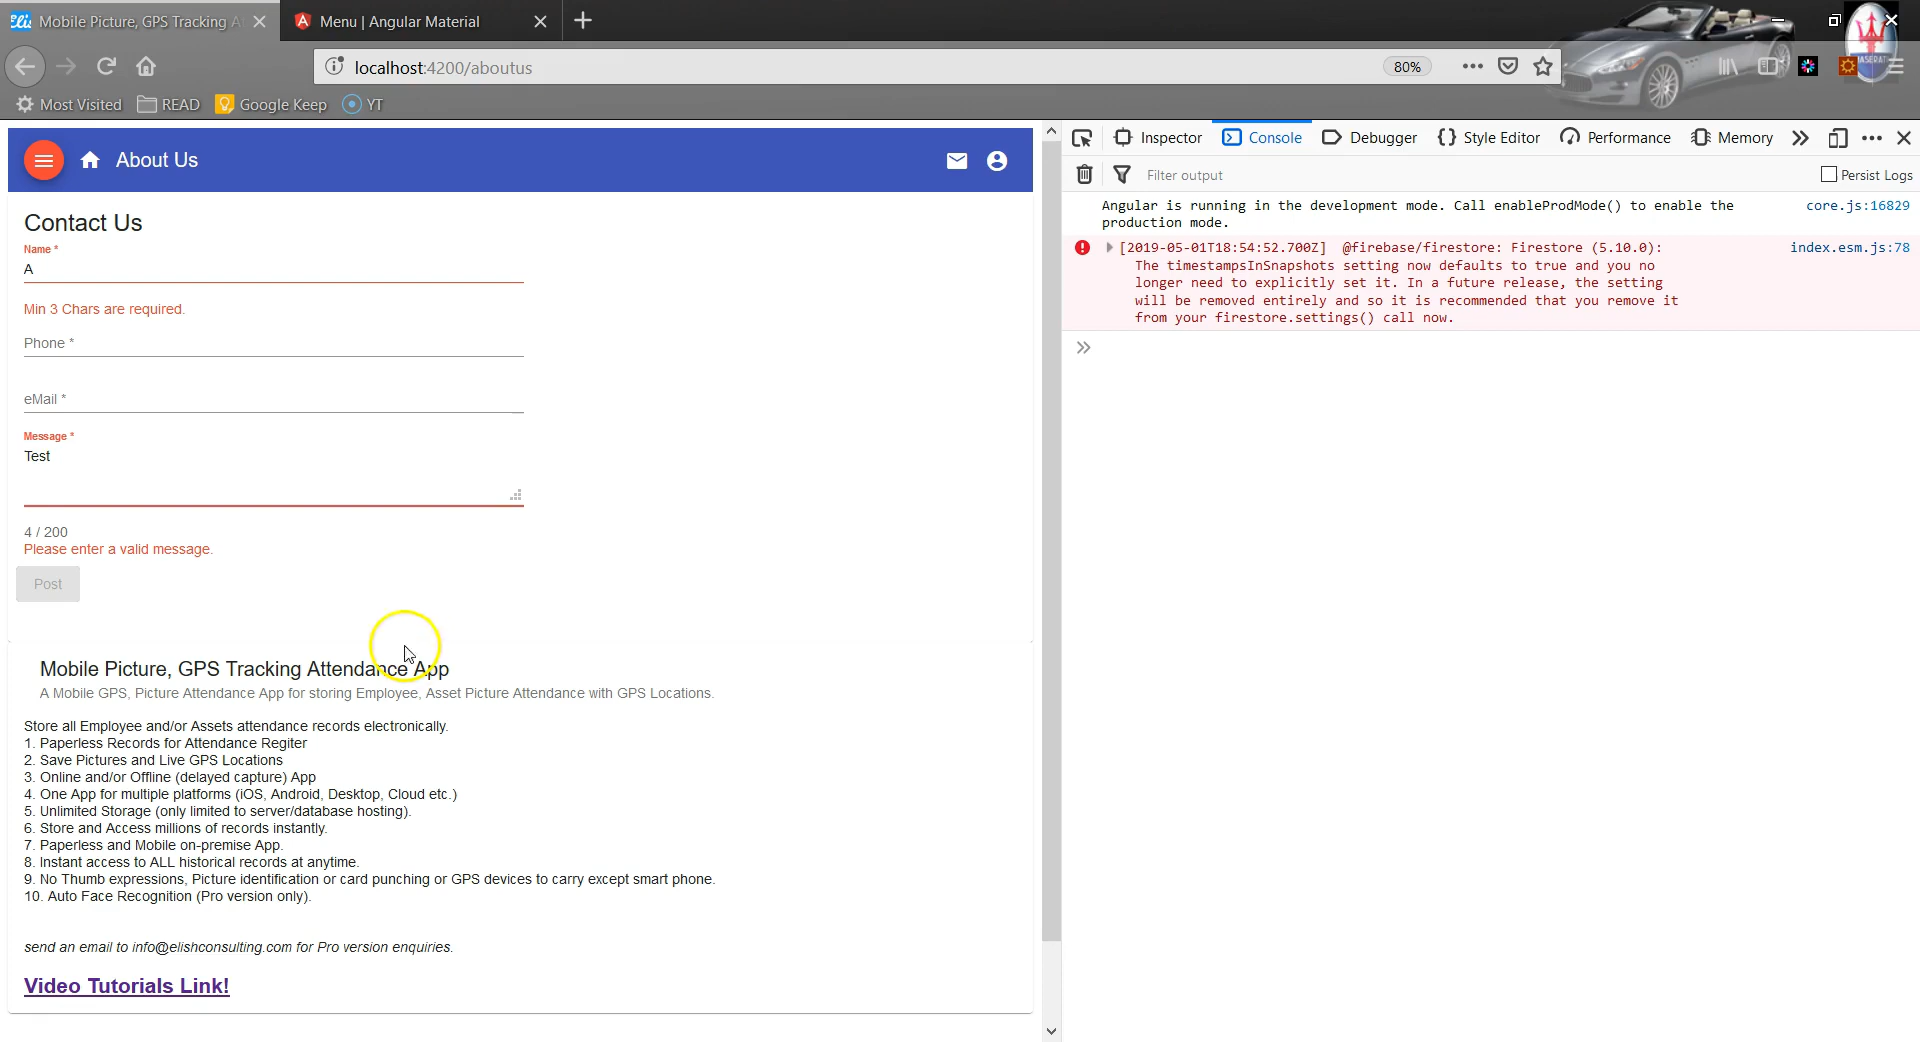 Mobile Picture, GPS Tracking A
Menu | Angular Material
localhost:4200/aboutus
80%
Most Visited
READ
Google Keep
YT
About Us
Contact Us
Name *
A
Min 3 Chars are required.
Phone *
eMail *
Message *
Test
4 / 200
Please enter a valid message.
Post
Mobile Picture, GPS Tracking Attendance App
A Mobile GPS, Picture Attendance App for storing Employee, Asset Picture Attendance with GPS Locations.
Store all Employee and/or Assets attendance records electronically.
1. Paperless Records for Attendance Regiter
2. Save Pictures and Live GPS Locations
3. Online and/or Offline (delayed capture) App
4. One App for multiple platforms (iOS, Android, Desktop, Cloud etc.)
5. Unlimited Storage (only limited to server/database hosting).
6. Store and Access millions of records instantly.
7. Paperless and Mobile on-premise App.
8. Instant access to ALL historical records at anytime.
9. No Thumb expressions, Picture identification or card punching or GPS devices to carry except smart phone.
10. Auto Face Recognition (Pro version only).
send an email to info@elishconsulting.com for Pro version enquiries.
Video Tutorials Link!
Inspector
Console
Debugger
Style Editor
Performance
Memory
Filter output
Persist Logs
Angular is running in the development mode. Call enableProdMode() to enable the
production mode.
core.js:16829
[2019-05-01T18:54:52.700Z] @firebase/firestore: Firestore (5.10.0):
The timestampsInSnapshots setting now defaults to true and you no
longer need to explicitly set it. In a future release, the setting
will be removed entirely and so it is recommended that you remove it
from your firestore.settings() call now.
index.esm.js:78